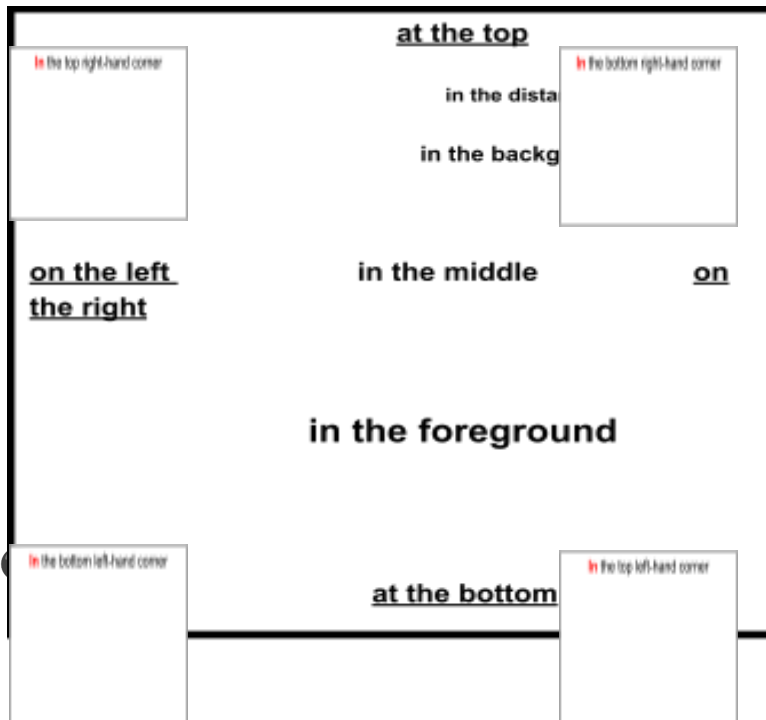 at the top
In the top right-hand corner
In the bottom right-hand corner
in the dista
in the backg
on the left in the middle on
the right
in the foreground
In the bottom left-hand corner
In the top left-hand corner
at the bottom